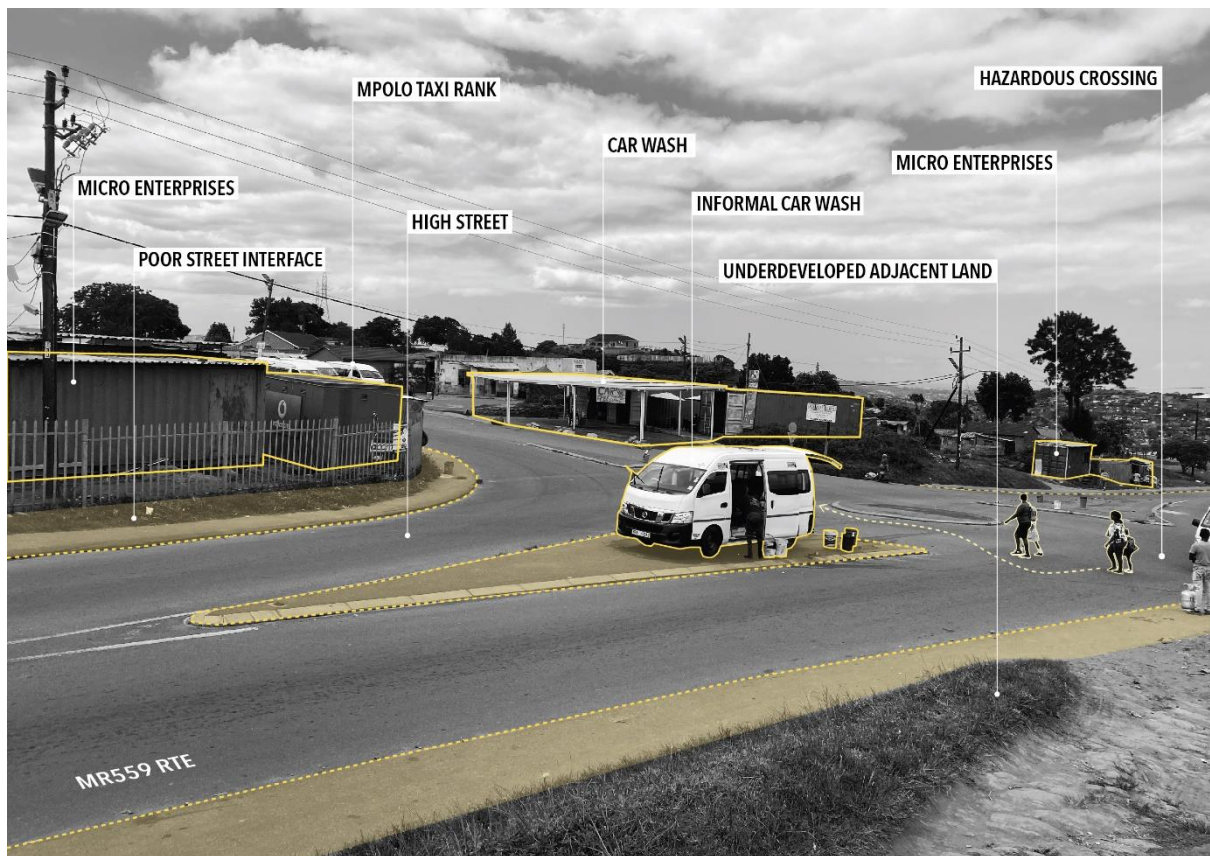 MPOLO TAXI RANK
HAZARDOUS CROSSING
CAR WASH
MICRO ENTERPRISES
MICRO ENTERPRISES
INFORMAL CAR WASH
HIGH STREET
POOR STREET INTERFACE
UNDERDEVELOPED ADJACENT LAND
MR559 RTE